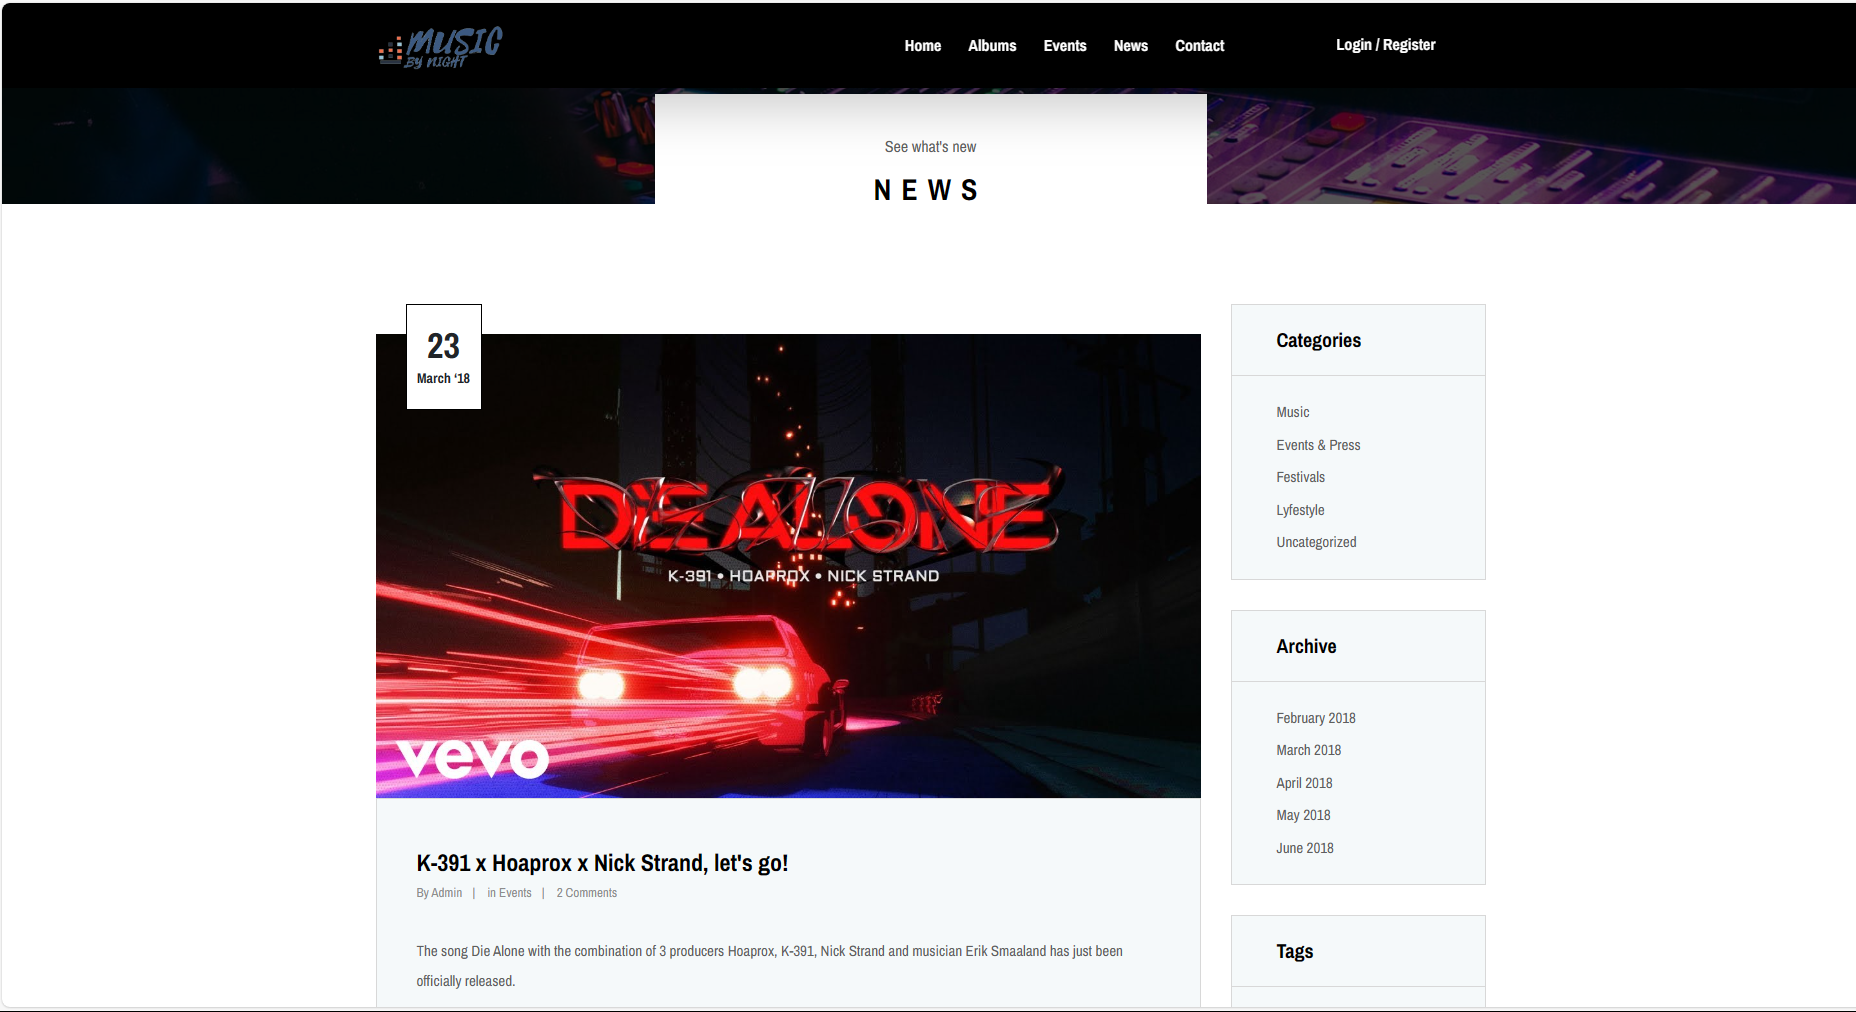 MUSIC
BY NIGHT
Home Albums Events News Contact Login / Register
See what's new
NEWS
23
March ‘18
DIE ALONE
K-391 • HOAPROX • NICK STRAND
vevo
K-391 x Hoaprox x Nick Strand, let's go!
By Admin | in Events | 2 Comments
The song Die Alone with the combination of 3 producers Hoaprox, K-391, Nick Strand and musician Erik Smaaland has just been
officially released.
Categories
Music
Events & Press
Festivals
Lyfestyle
Uncategorized
Archive
February 2018
March 2018
April 2018
May 2018
June 2018
Tags